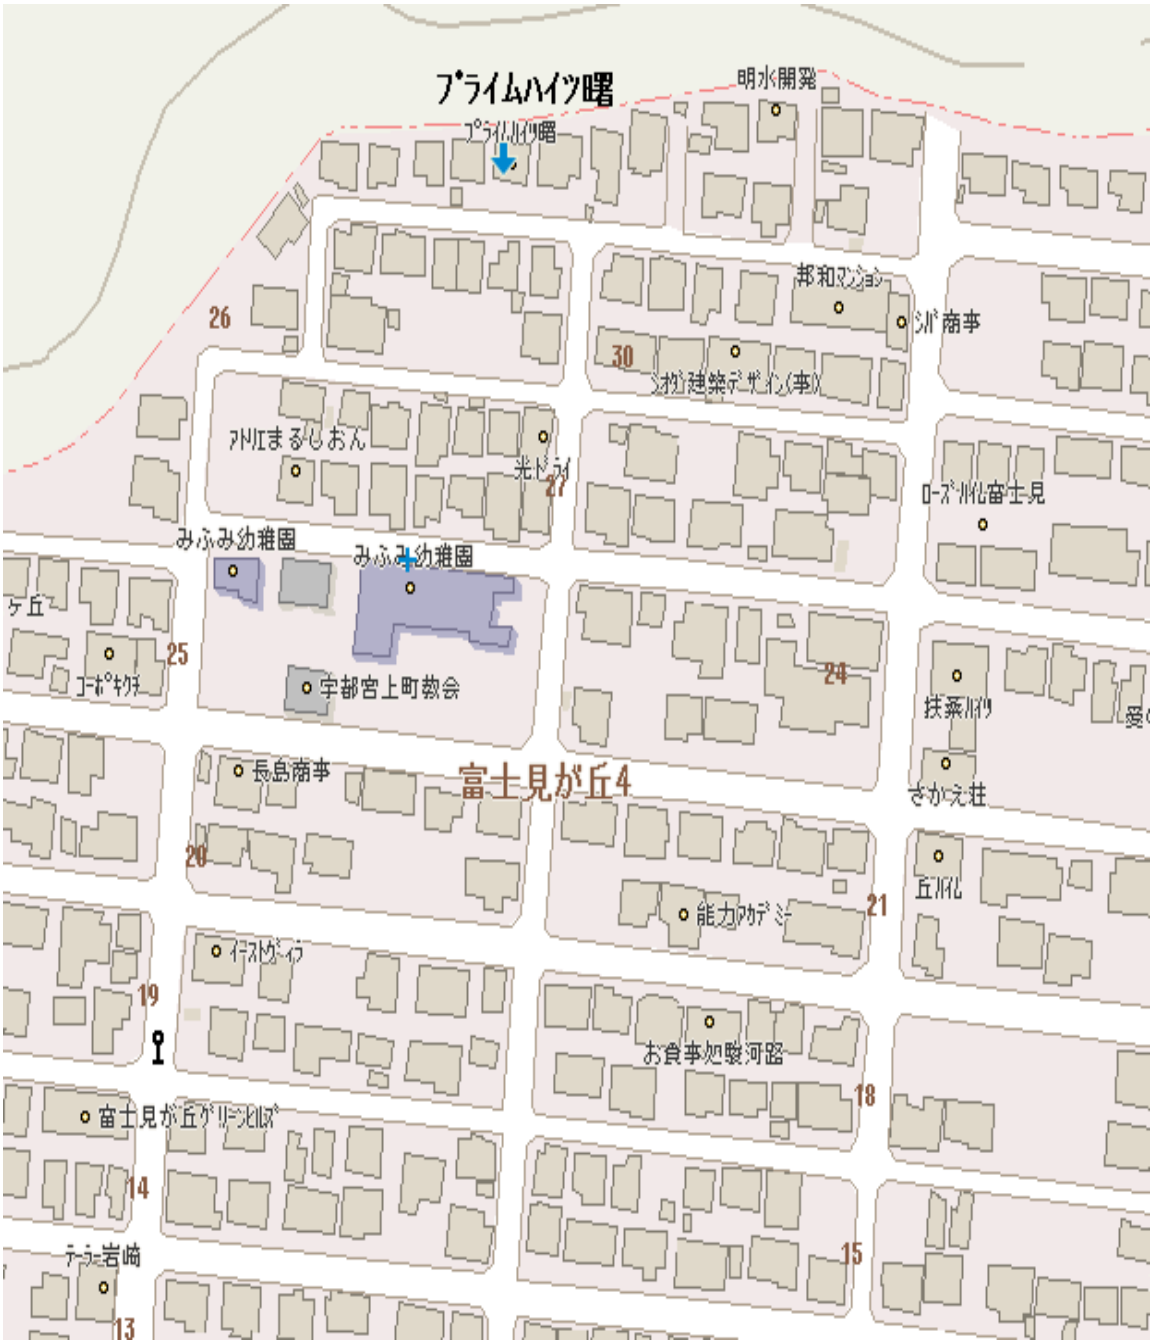 プライムハイツ曙
明水開発
プライムハイツ曙
邦和マンション
26
シバ商事
30
シオダ建築デザイン(事)
アトリエまるしおん
光ドライ
27
ローズハイム富士見
みふみ幼稚園
みふみ幼稚園
ヶ丘
25
コーポキクチ
24
宇都宮上町教会
扶桑ハイツ
愛の
長島商事
富士見が丘4
さかえ荘
20
丘ハイム
21
能力アカデミー
イーストヴィラ
19
お食事処駿河路
18
富士見が丘グリーンヒルズ
14
テーラー岩崎
15
13